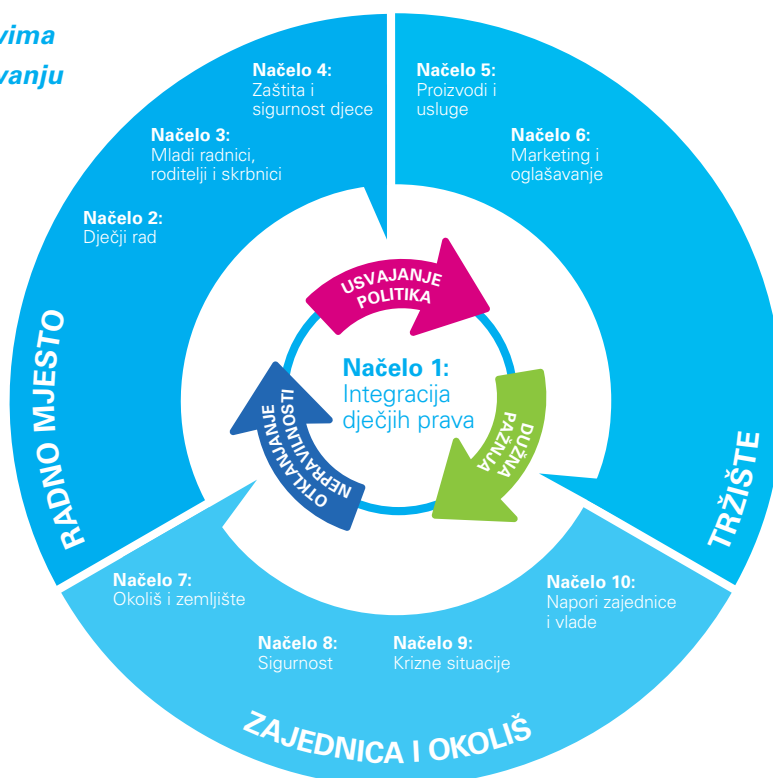 vima
vanju
Načelo 4:
Zaštita i
sigurnost djece
Načelo 3:
Mladi radnici,
roditelji i skrbnici
Načelo 2:
Dječji rad
RADNO MJESTO
Načelo 5:
Proizvodi i
usluge
Načelo 6:
Marketing i
oglašavanje
TRŽIŠTE
USVAJANJE
POLITIKA
DUŽNA
PAŽNJA
OTKLANJANJE
NEPRAVILNOSTI
Načelo 1:
Integracija
dječjih prava
Načelo 7:
Okoliš i zemljište
Načelo 8:
Sigurnost
Načelo 9:
Krizne situacije
Načelo 10:
Napori zajednice
i vlade
ZAJEDNICA I OKOLIŠ